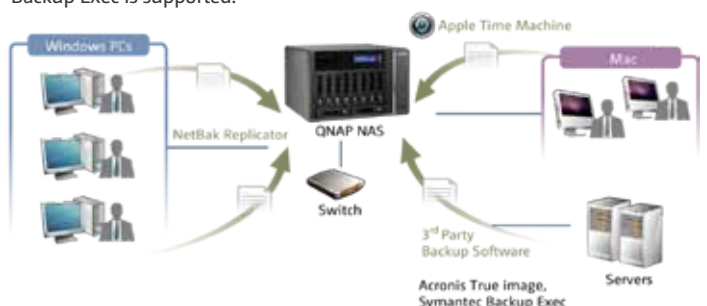 Backup Exec is supported.
Apple Time Machine
Windows PCs
Mac
NetBak Replicator
QNAP NAS
Switch
3rd Party
Backup Software
Acronis True image,
Symantec Backup Exec
Servers